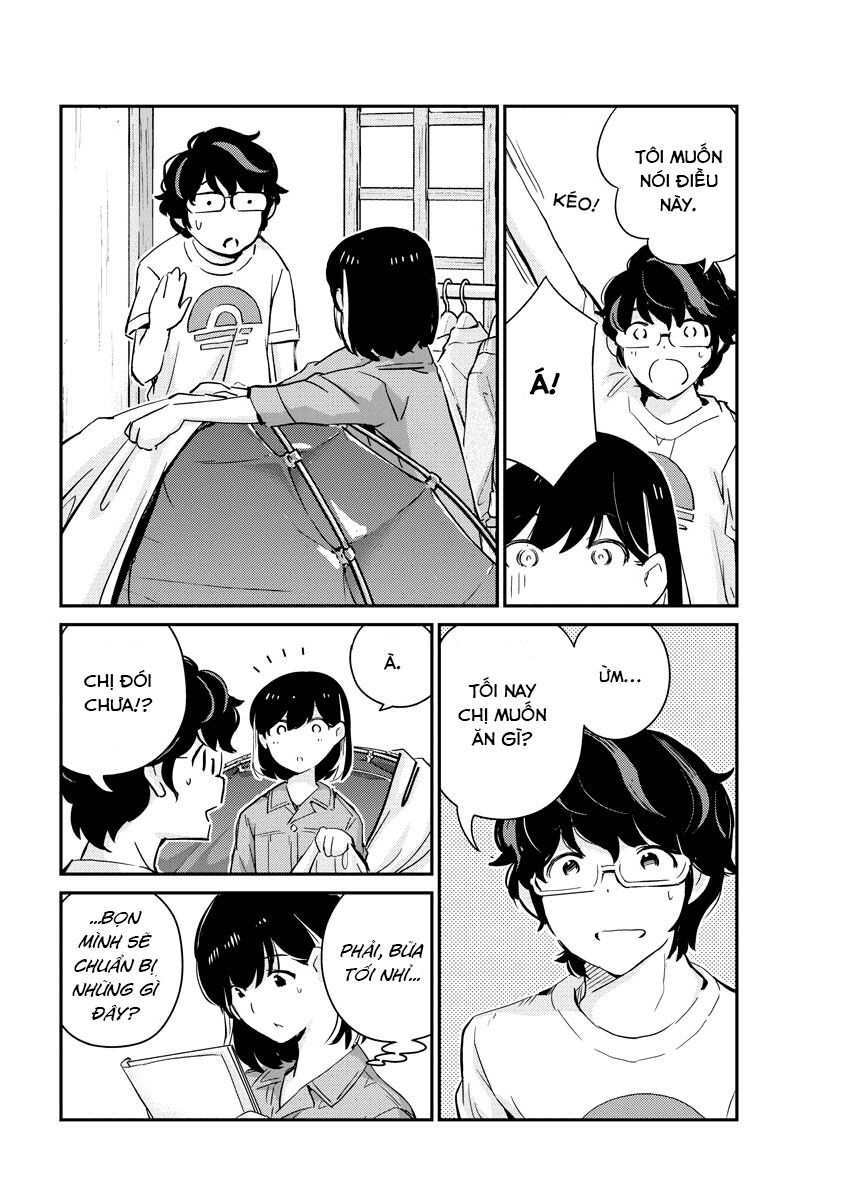 TÔI MUỐN
NÓI ĐIỀU
NÀY.
KÉO!
Á!
ỪM...
TỐI NAY
CHỊ MUỐN
ĂN GÌ?
À.
CHỊ ĐÓI
CHƯA!?
PHẢI, BỮA
TỐI NHỈ...
...BỌN
MÌNH SẼ
CHUẨN BỊ
NHỮNG GÌ
ĐÂY?